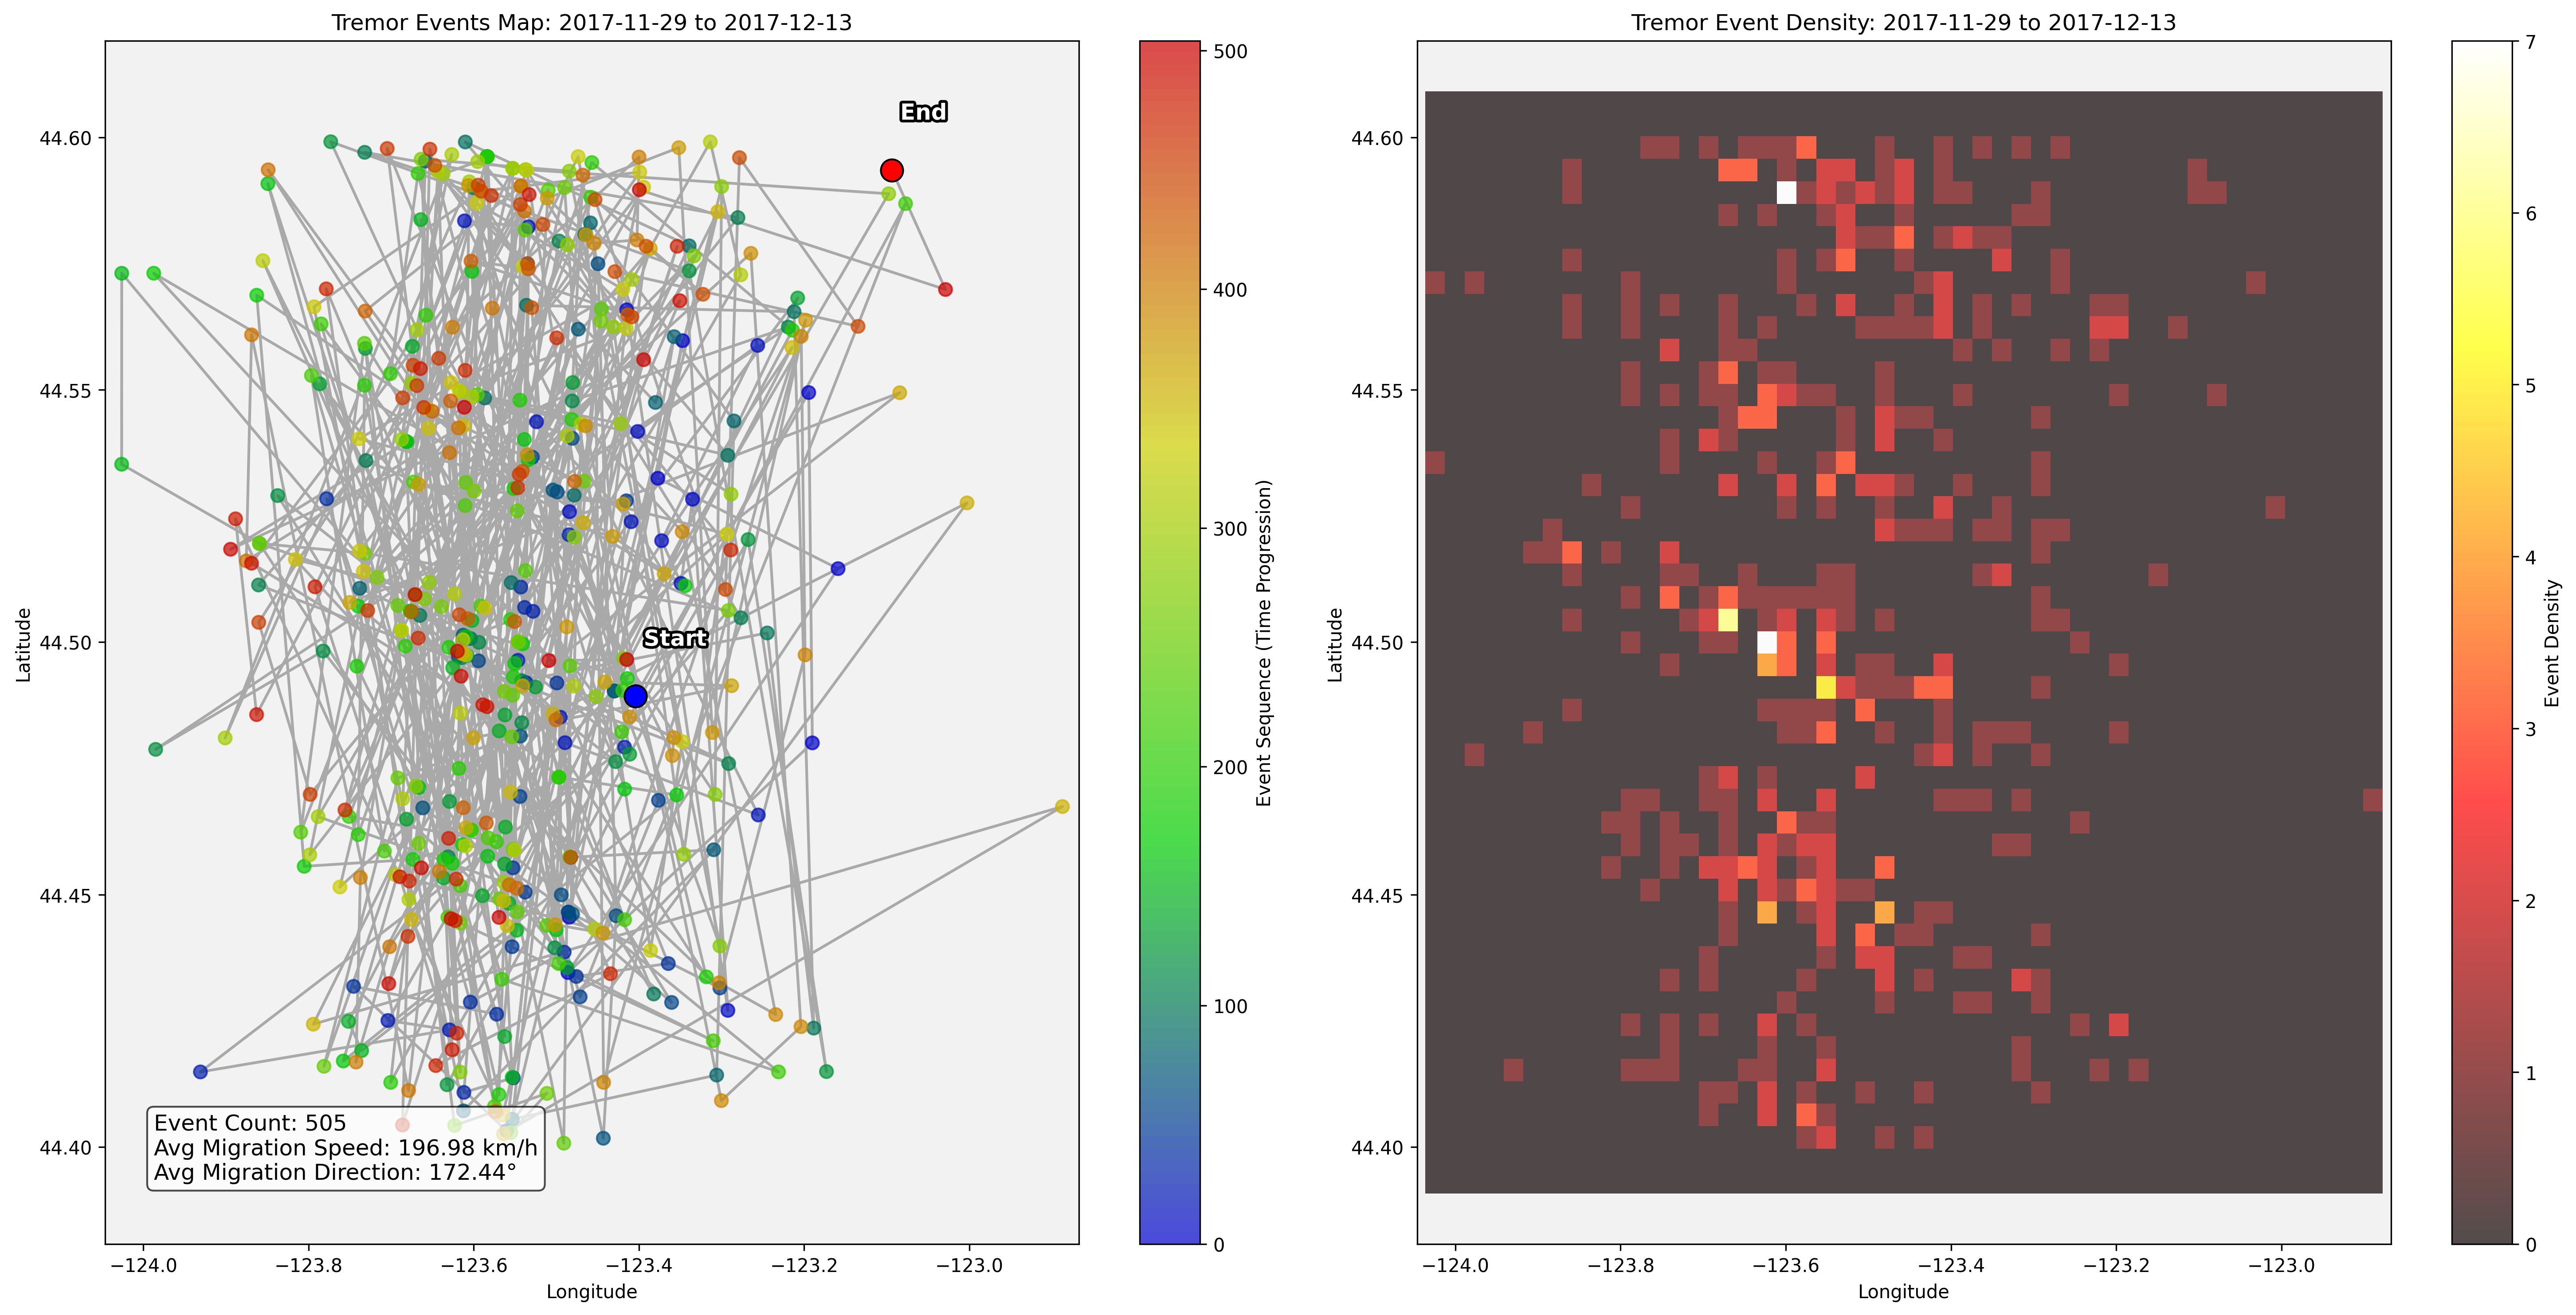 Tremor Events Map: 2017-11-29 to 2017-12-13
End
Start
44.60
44.55
44.50
44.45
44.40
Latitude
−124.0
−123.8
−123.6
−123.4
−123.2
−123.0
Longitude
Event Count: 505
Avg Migration Speed: 196.98 km/h
Avg Migration Direction: 172.44°
500
400
300
200
100
0
Event Sequence (Time Progression)
Tremor Event Density: 2017-11-29 to 2017-12-13
44.60
44.55
44.50
44.45
44.40
Latitude
−124.0
−123.8
−123.6
−123.4
−123.2
−123.0
Longitude
7
6
5
4
3
2
1
0
Event Density